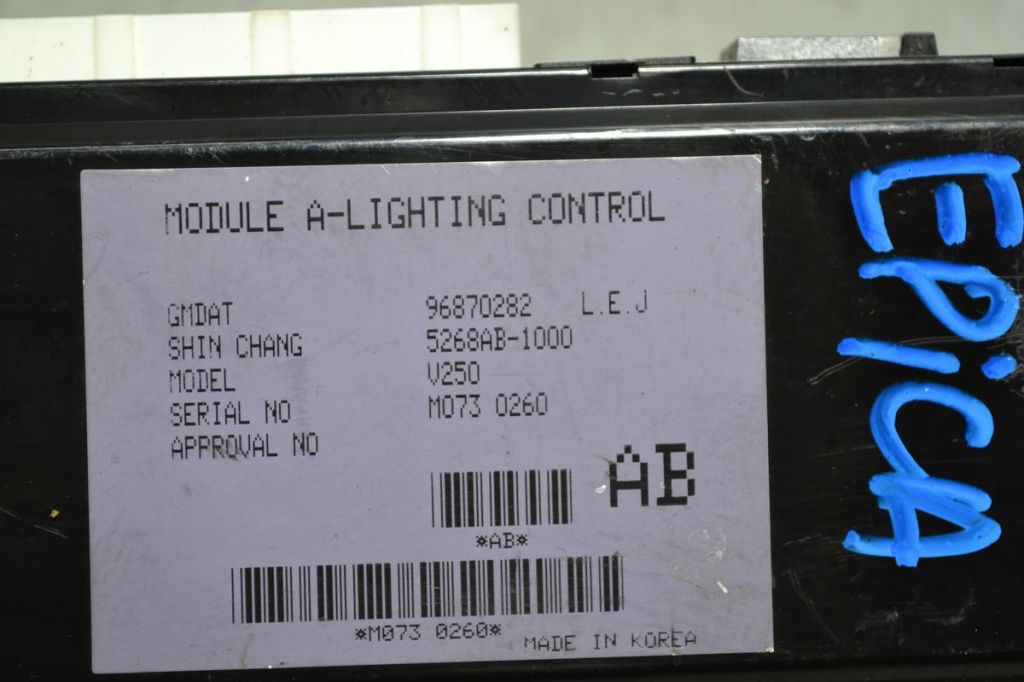 MODULE A-LIGHTING CONTROL
GMDAT 96870282 L.E.J
SHIN CHANG 5268AB-1000
MODEL V250
SERIAL NO M073 0260
APPROVAL NO
AB
*AB*
*M073 0260*
MADE IN KOREA
EPiCA